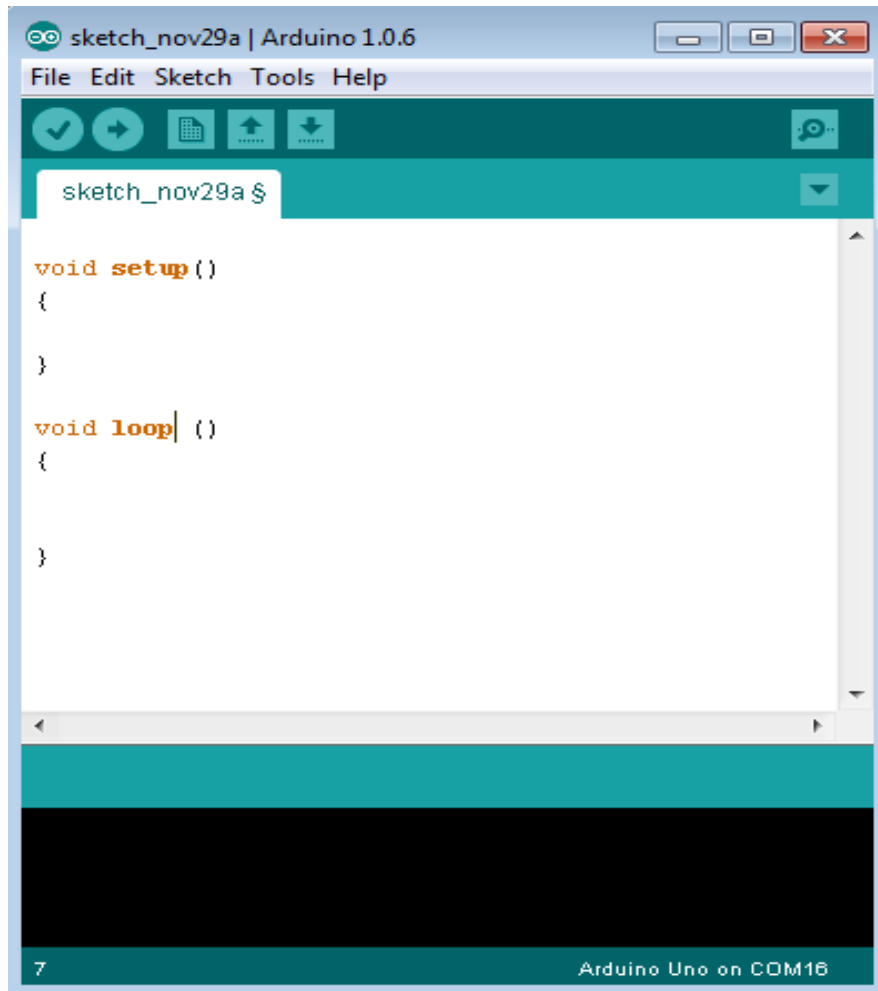 sketch_nov29a | Arduino 1.0.6
File Edit Sketch Tools Help
sketch_nov29a §
void setup()
{
}
void loop ()
{
}
7 Arduino Uno on COM16